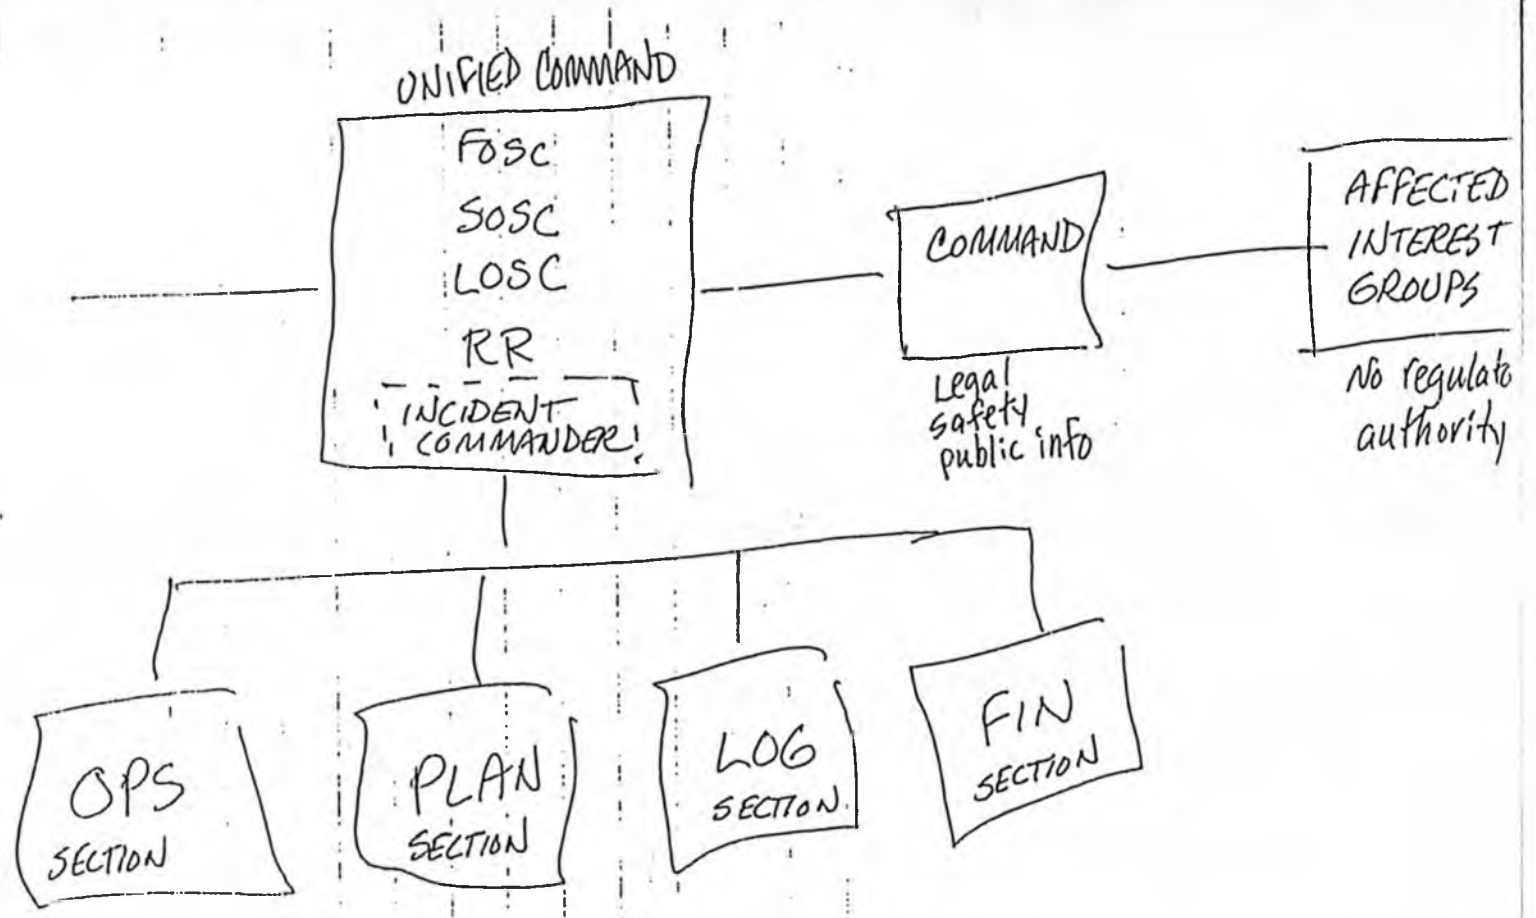 UNIFIED COMMAND
FOSC
SOSC
LOSC
RR
INCIDENT
COMMANDER
COMMAND
Legal
safety
public info
AFFECTED
INTEREST
GROUPS
No regulato
authority
OPS
SECTION
PLAN
SECTION
LOG
SECTION
FIN
SECTION